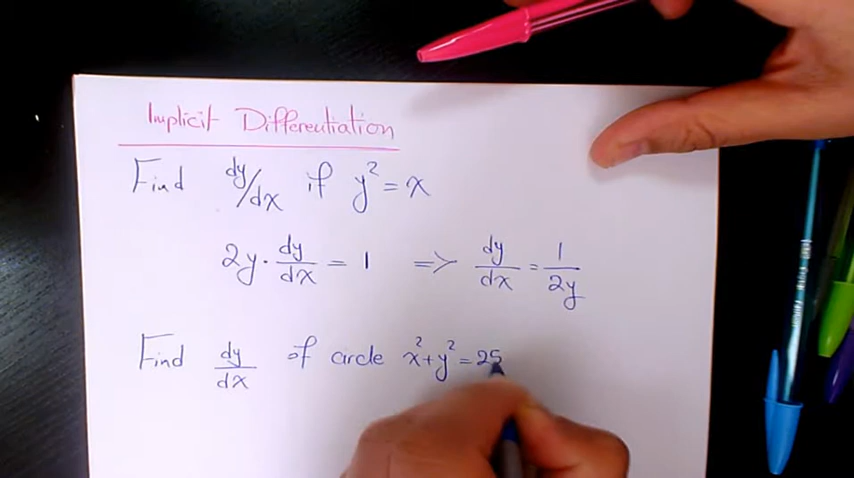 Implicit Differentiation
Find dy/dx if y² = x
2y · dy/dx = 1 => dy/dx = 1/2y
Find dy/dx of circle x² + y² = 25